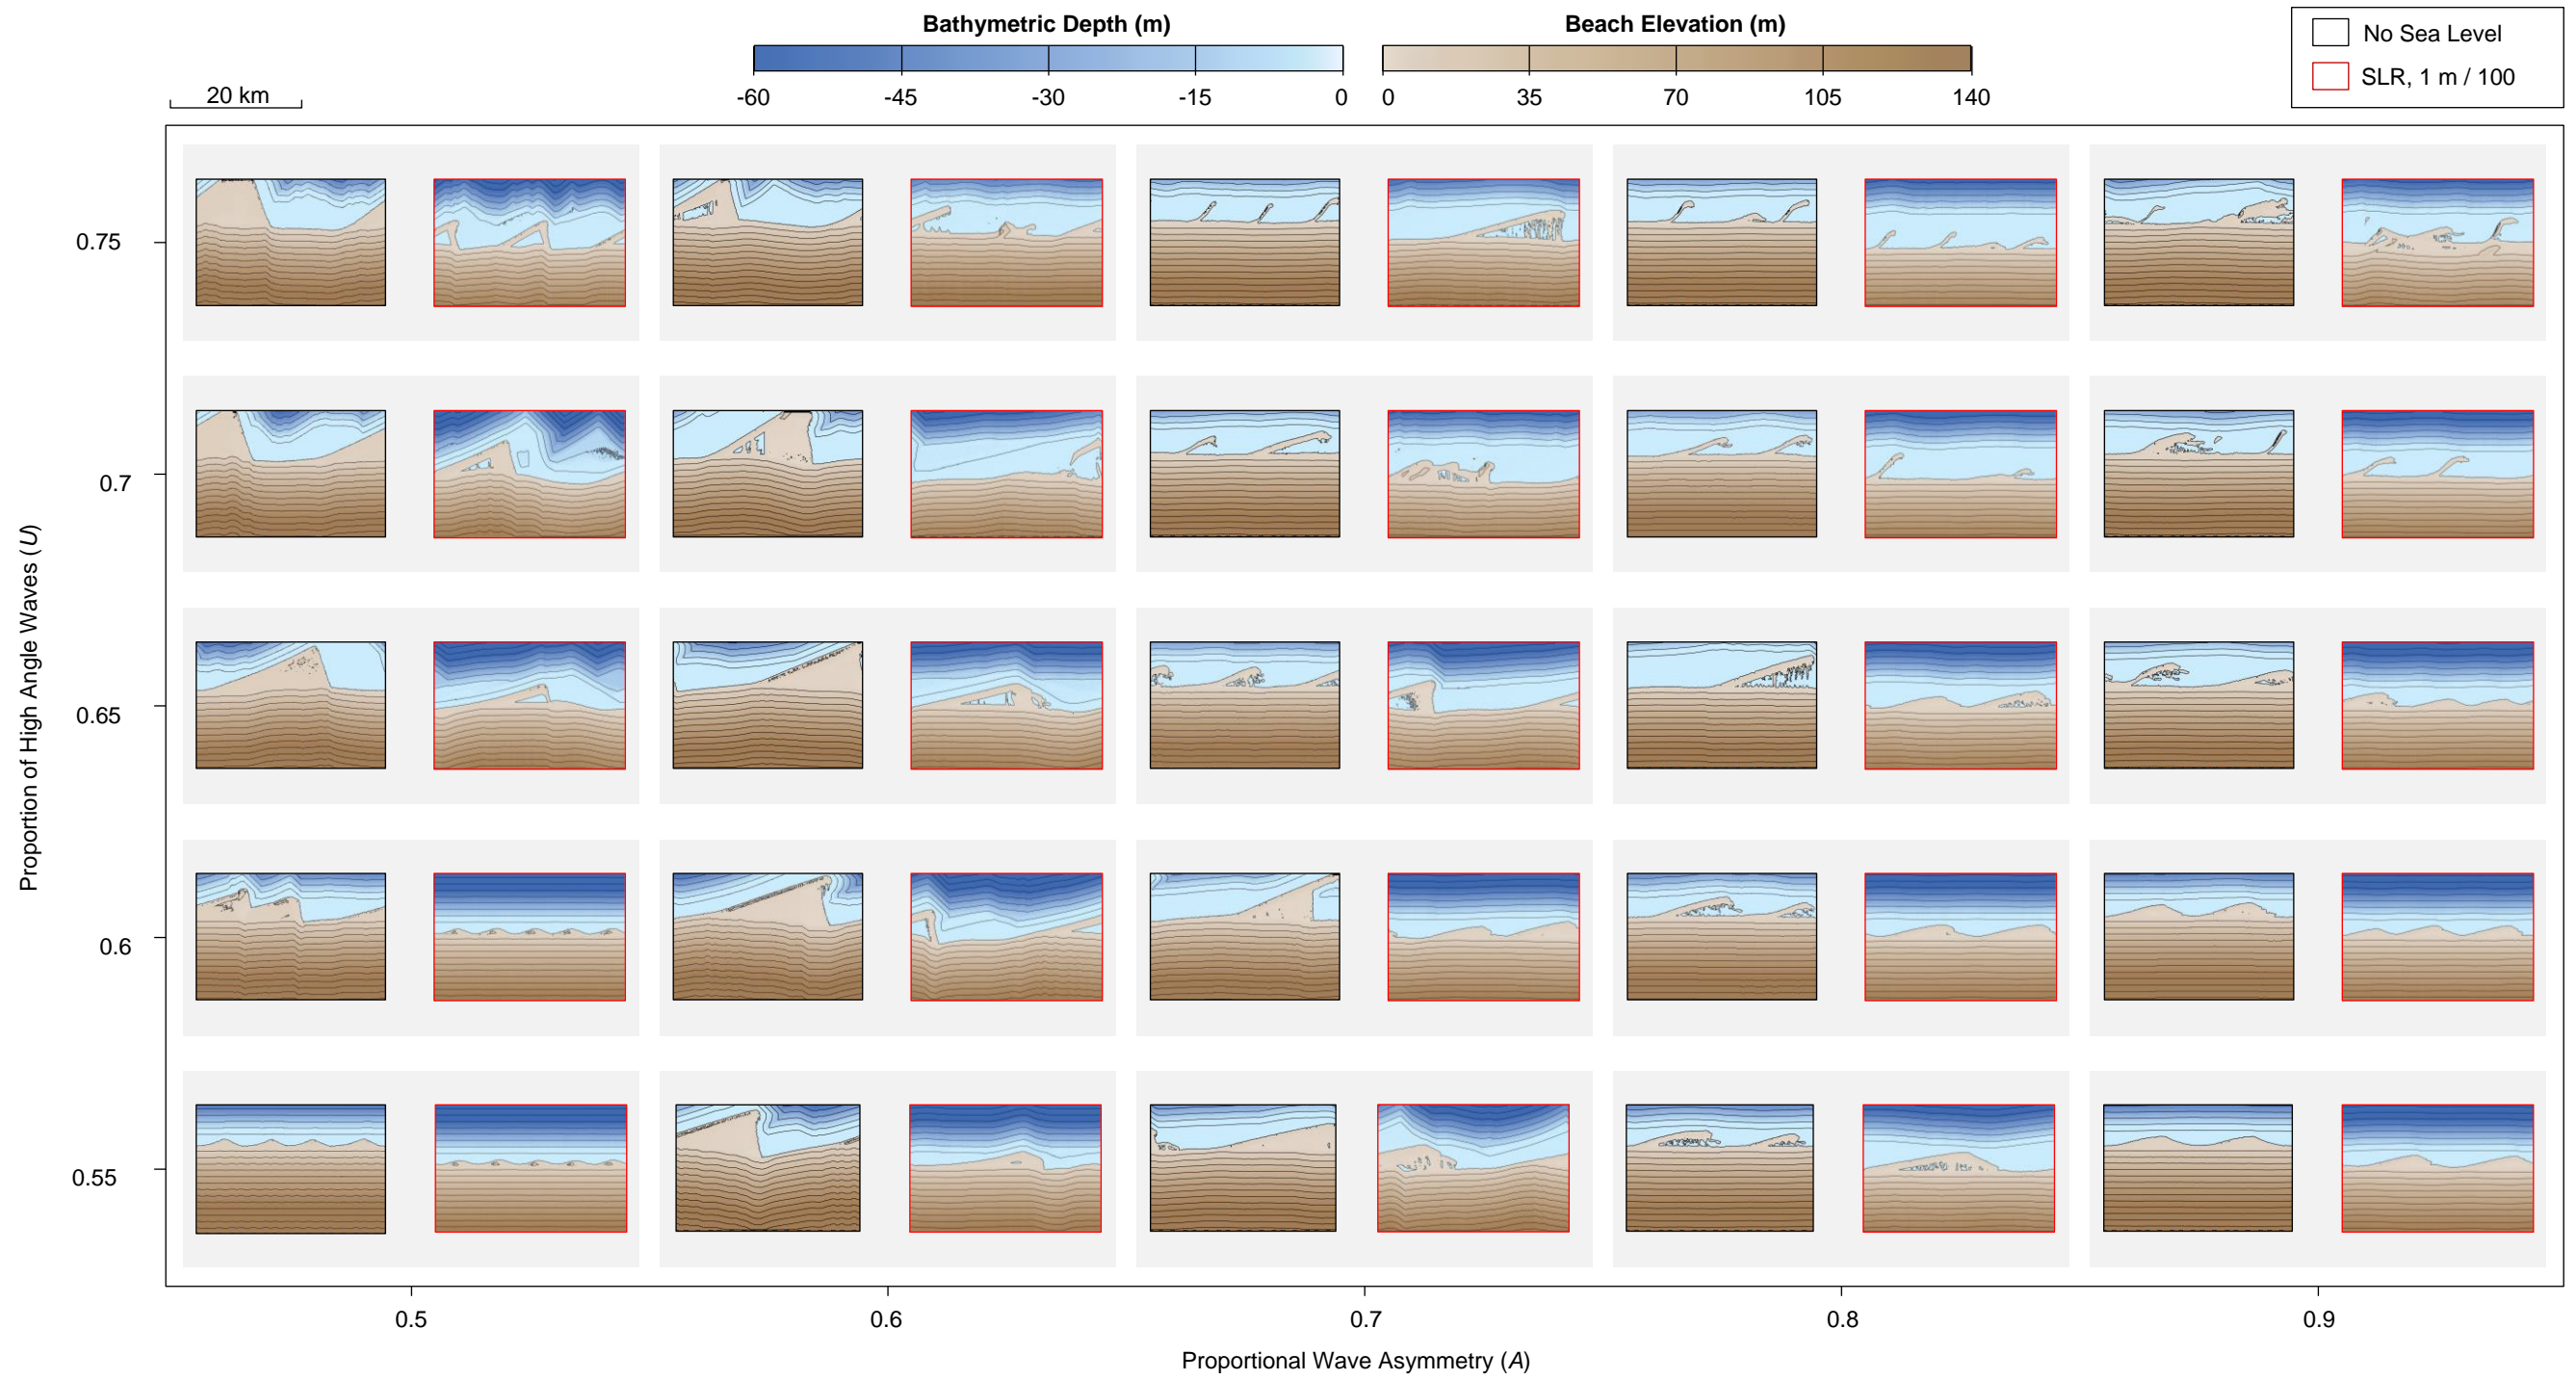 Bathymetric Depth (m)
Beach Elevation (m)
No Sea Level
SLR, 1 m / 100
20 km
-60 -45 -30 -15 0
0 35 70 105 140
Proportion of High Angle Waves (U)
0.75
0.7
0.65
0.6
0.55
0.5 0.6 0.7 0.8 0.9
Proportional Wave Asymmetry (A)